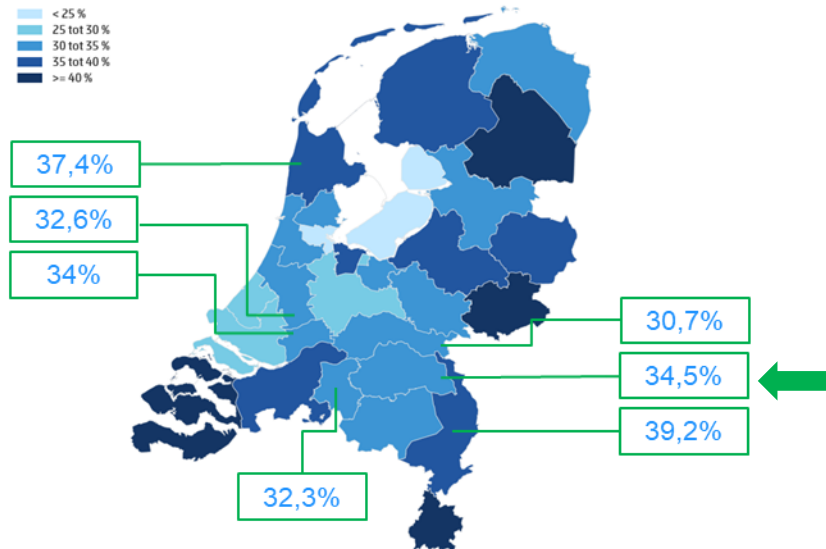 < 25 %
25 tot 30 %
30 tot 35 %
35 tot 40 %
>= 40 %
37,4%
32,6%
34%
30,7%
34,5%
39,2%
32,3%